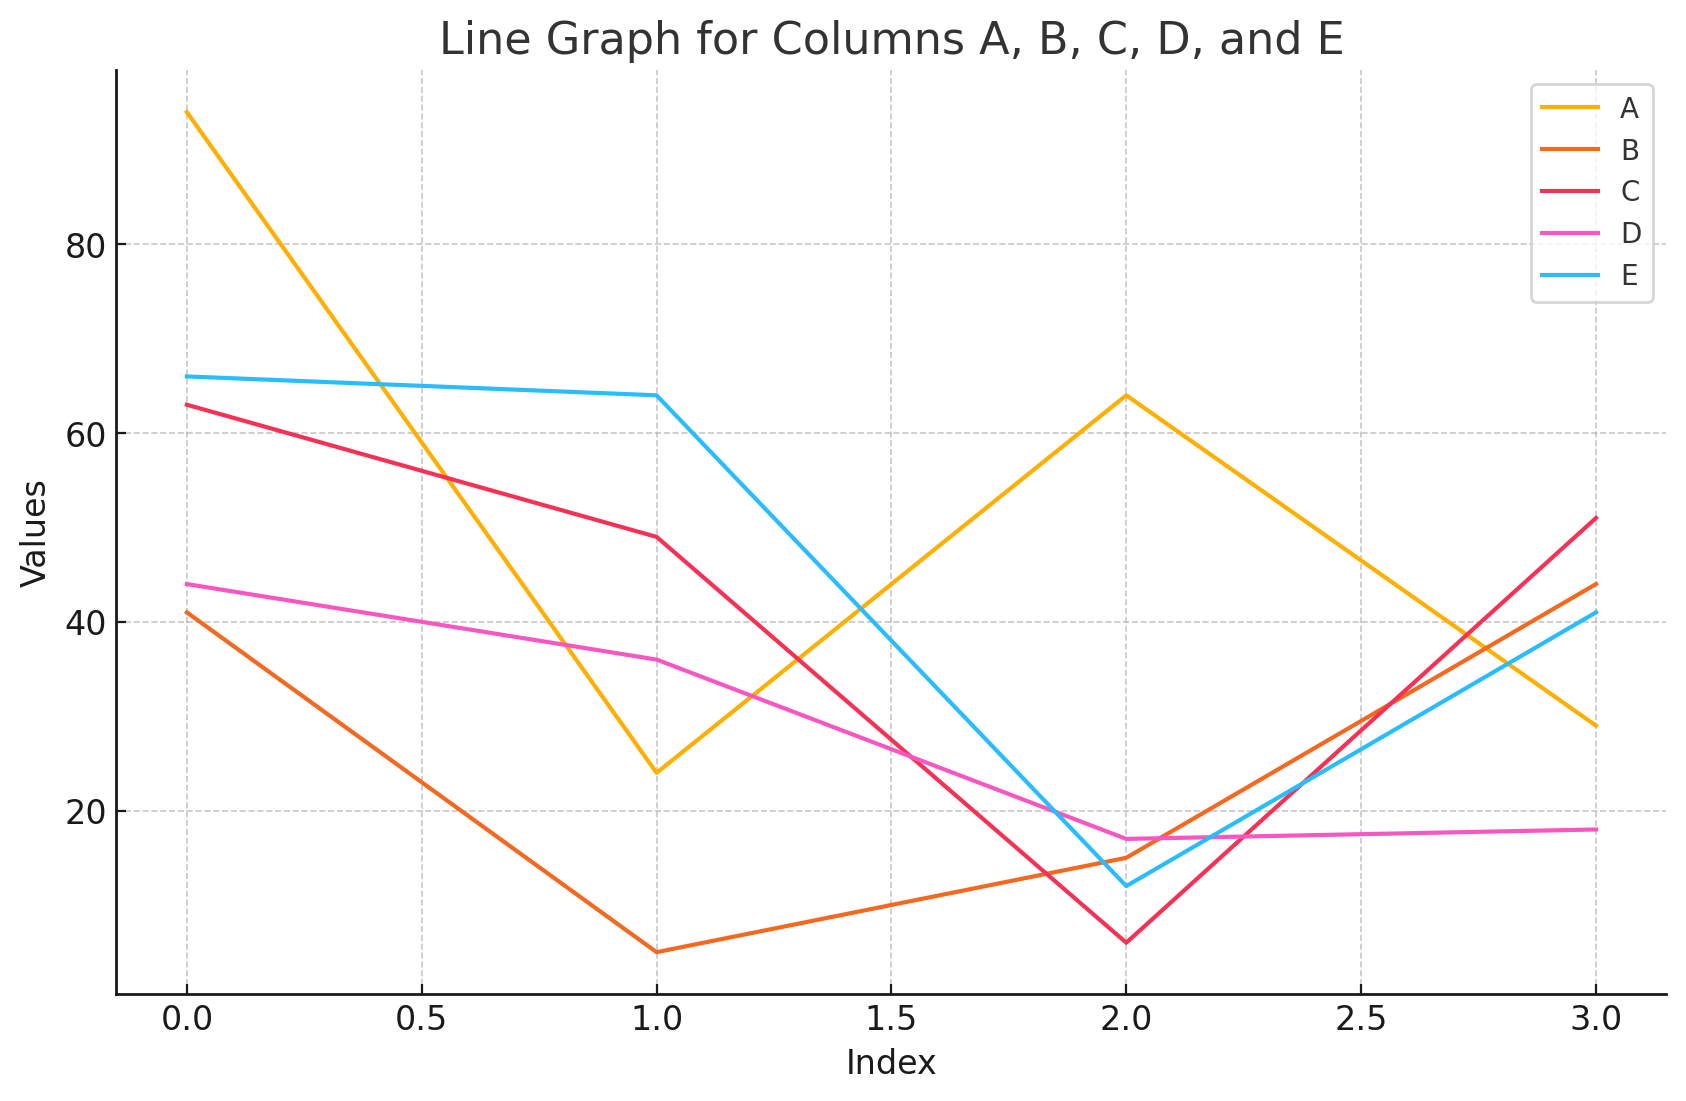 Line Graph for Columns A, B, C, D, and E
A
B
C
D
E
Values
80
60
40
20
0.0 0.5 1.0 1.5 2.0 2.5 3.0
Index